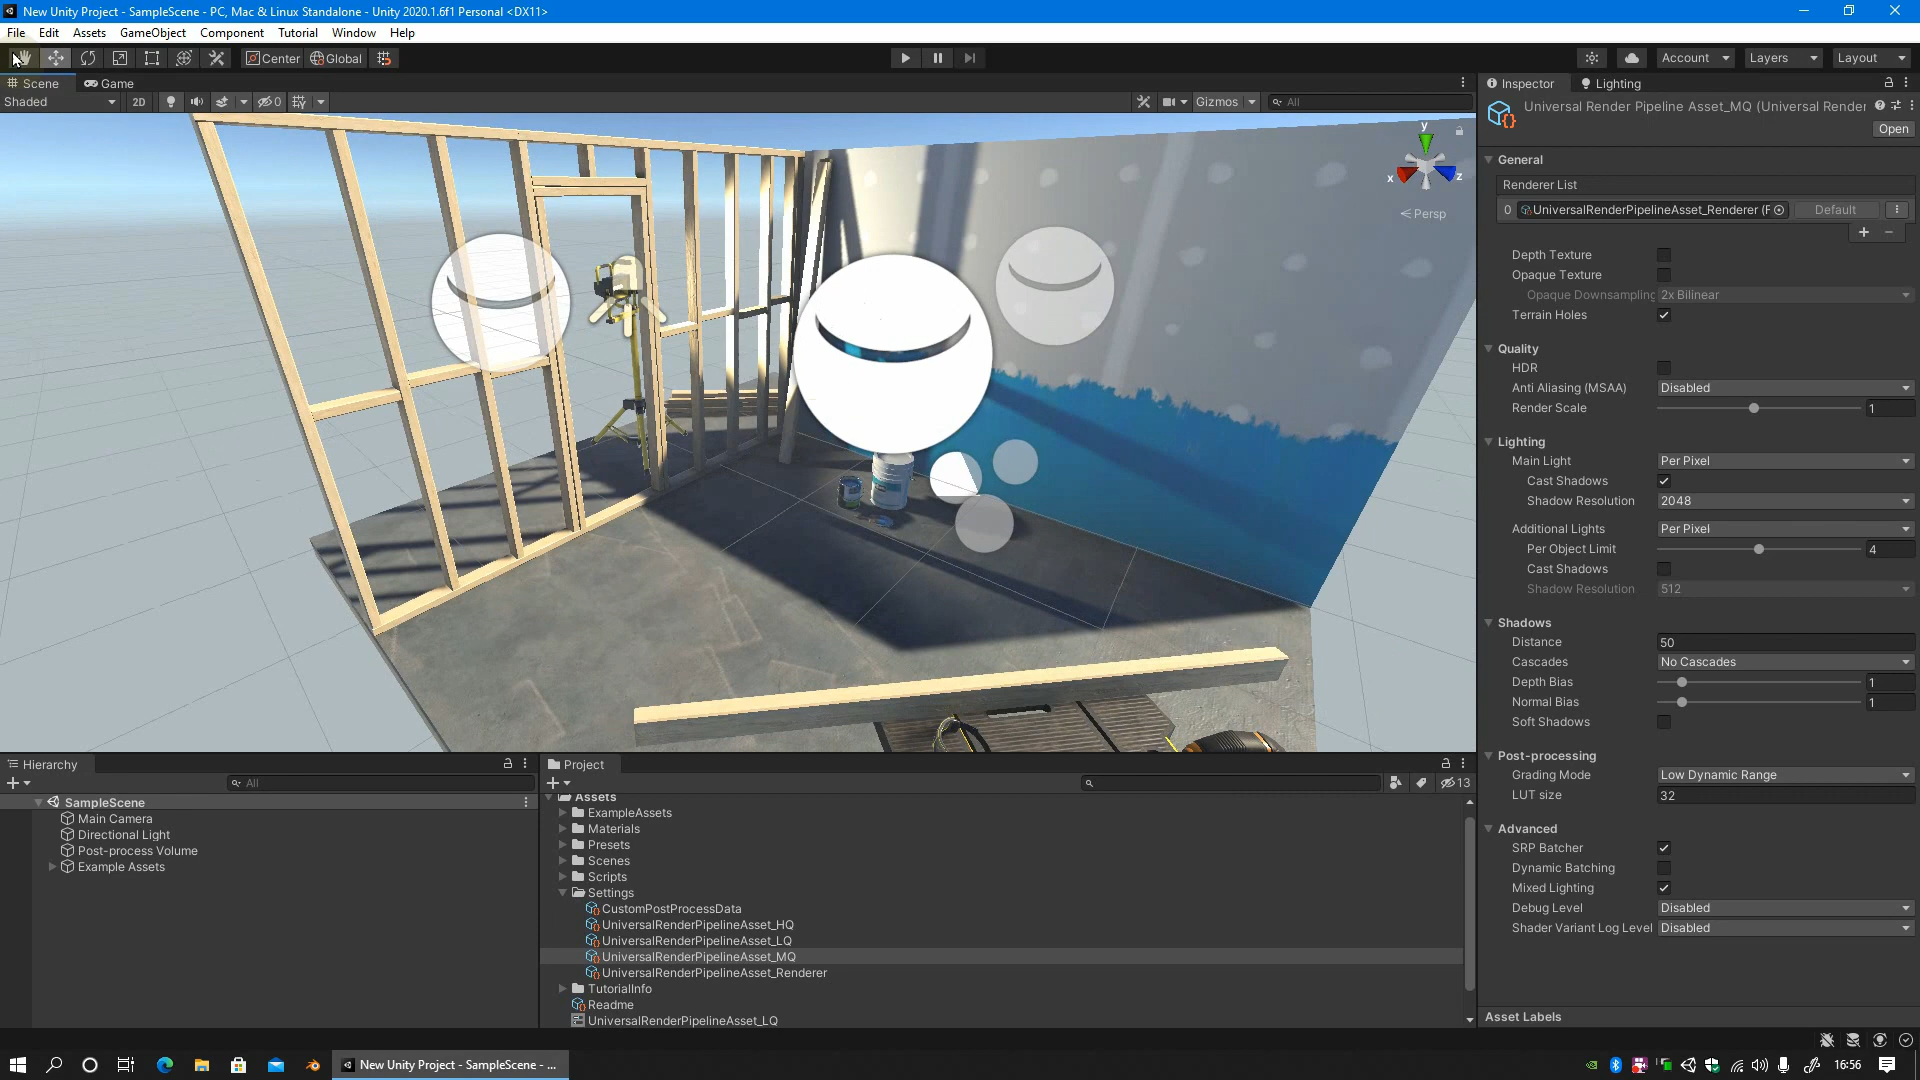 New Unity Project - SampleScene - PC, Mac & Linux Standalone - Unity 2020.1.6f1 Personal <DX11>
File Edit Assets GameObject Component Tutorial Window Help
Center Global Account Layers Layout
Scene Game
Shaded 2D 0 Gizmos All
y
x z
Persp
Inspector Lighting
Universal Render Pipeline Asset_MQ (Universal Render
Open
General
Renderer List
0 UniversalRenderPipelineAsset_Renderer (F Default
Depth Texture
Opaque Texture
Opaque Downsampling 2x Bilinear
Terrain Holes
Quality
HDR
Anti Aliasing (MSAA) Disabled
Render Scale 1
Lighting
Main Light Per Pixel
Cast Shadows
Shadow Resolution 2048
Additional Lights Per Pixel
Per Object Limit 4
Cast Shadows
Shadow Resolution 512
Shadows
Distance 50
Cascades No Cascades
Depth Bias 1
Normal Bias 1
Soft Shadows
Post-processing
Grading Mode Low Dynamic Range
LUT size 32
Advanced
SRP Batcher
Dynamic Batching
Mixed Lighting
Debug Level Disabled
Shader Variant Log Level Disabled
Asset Labels
Hierarchy
All
SampleScene
Main Camera
Directional Light
Post-process Volume
Example Assets
Project
13
Assets
ExampleAssets
Materials
Presets
Scenes
Scripts
Settings
CustomPostProcessData
UniversalRenderPipelineAsset_HQ
UniversalRenderPipelineAsset_LQ
UniversalRenderPipelineAsset_MQ
UniversalRenderPipelineAsset_Renderer
TutorialInfo
Readme
UniversalRenderPipelineAsset_LQ
New Unity Project - SampleScene - ...
16:56